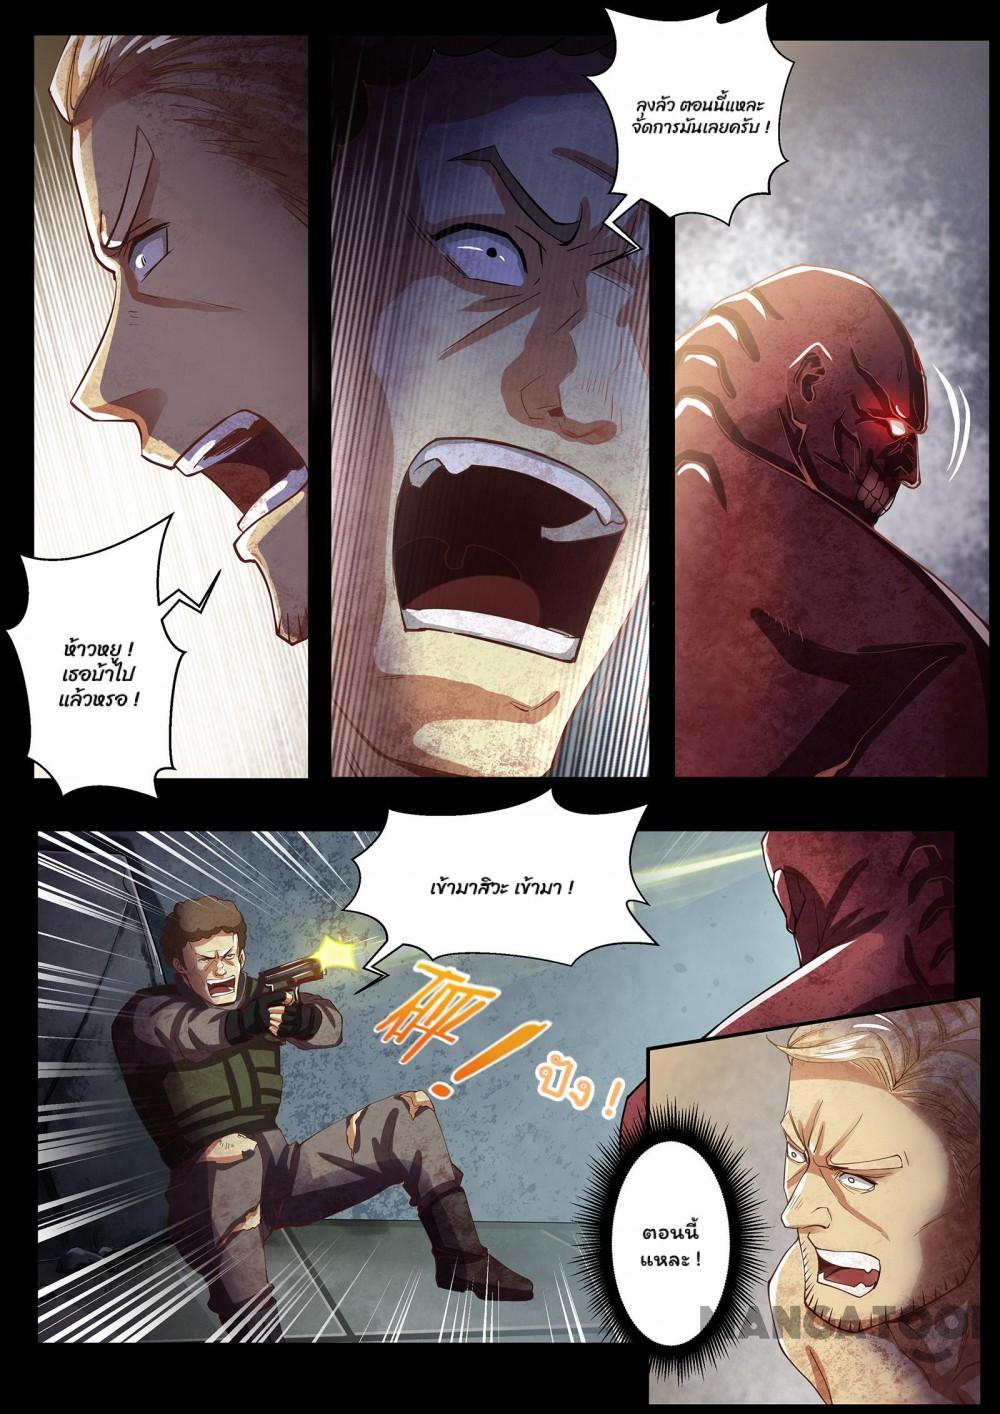 ห้าวหยู !
เธอบ้าไป
แล้วหรอ !
ลุงลัว ตอนนี้แหละ
จัดการมันเลยครับ !
เข้ามาสิวะ เข้ามา !
ปัง !
ตอนนี้
แหละ !
MANGATOON